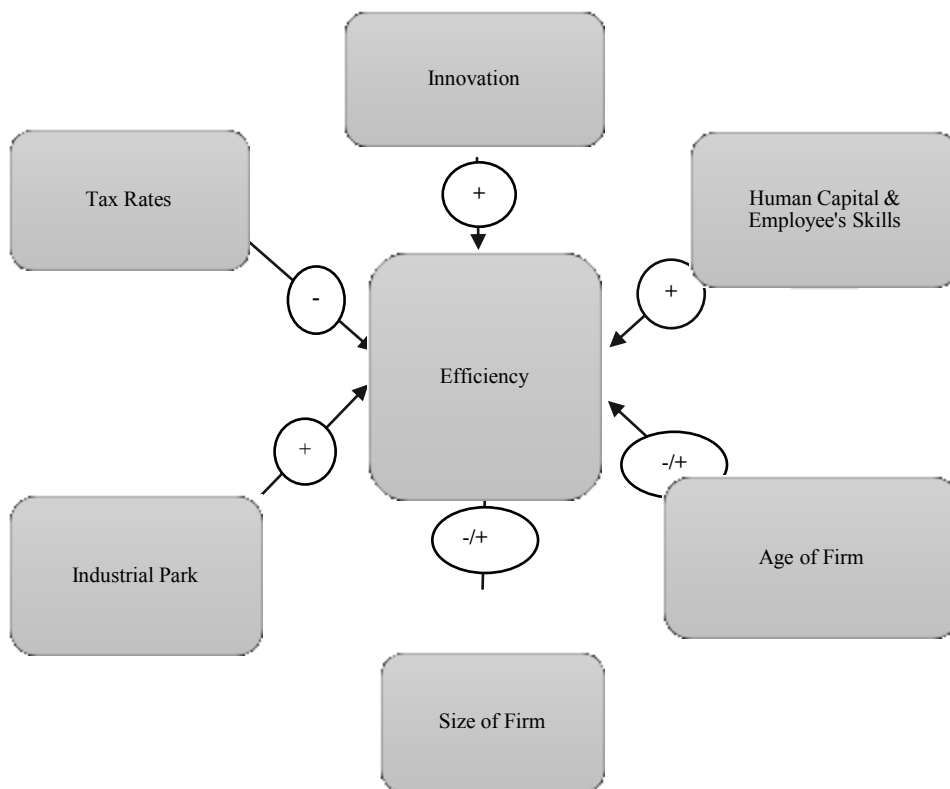 Innovation
Tax Rates
Human Capital &
Employee's Skills
+
-
+
Efficiency
+
-/+
-/+
Industrial Park
Age of Firm
Size of Firm